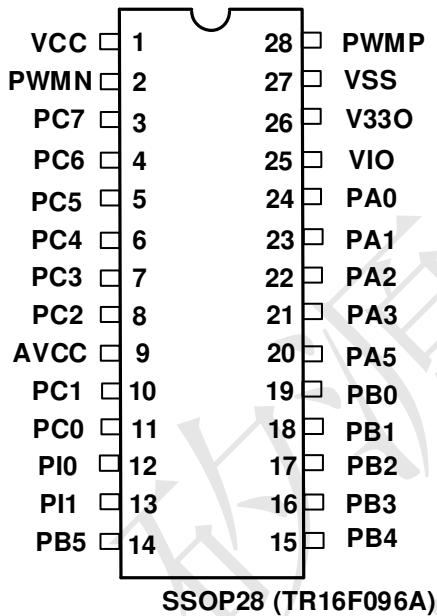 VCC 1 28 PWMP
PWMN 2 27 VSS
PC7 3 26 V33O
PC6 4 25 VIO
PC5 5 24 PA0
PC4 6 23 PA1
PC3 7 22 PA2
PC2 8 21 PA3
AVCC 9 20 PA5
PC1 10 19 PB0
PC0 11 18 PB1
PI0 12 17 PB2
PI1 13 16 PB3
PB5 14 15 PB4
SSOP28 (TR16F096A)